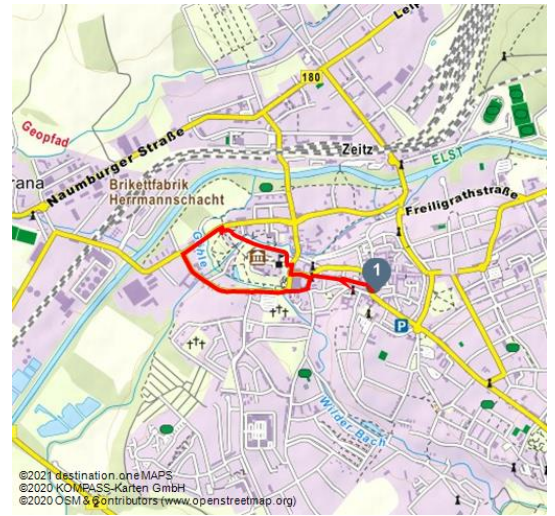 180
Lei
Geopfad
Zeitz
ELST
Naumburger Straße
rana
Brikettfabrik
Herrmannschacht
Freiligrathstraße
1
P
Wilder Bach
©2021 destination.one MAPS
©2020 KOMPASS-Karten GmbH
©2020 OSM & Contributors (www.openstreetmap.org)